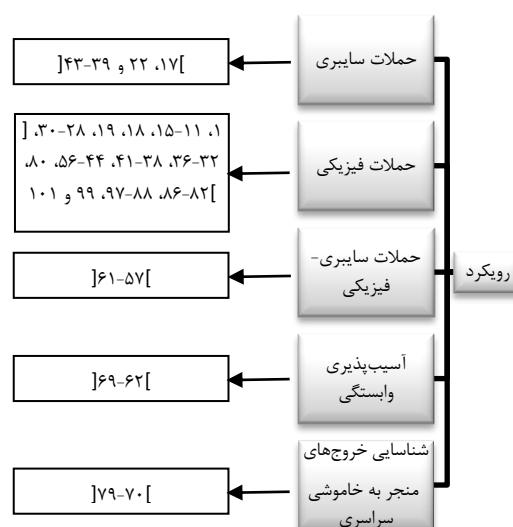 رویکرد
حملات سایبری
[۱۷، ۲۲ و ۳۹-۴۳]
حملات فیزیکی
[۱، ۱۱-۱۵، ۱۸، ۱۹، ۲۸-۳۰،
۳۲-۳۶، ۳۸-۴۱، ۴۴-۵۶، ۸۰،
۸۲-۸۶، ۸۸-۹۷، ۹۹ و ۱۰۱]
حملات سایبری-
فیزیکی
[۵۷-۶۱]
آسیب‌پذیری
وابستگی
[۶۲-۶۹]
شناسایی خروج‌های
منجر به خاموشی
سراسری
[۷۰-۷۹]